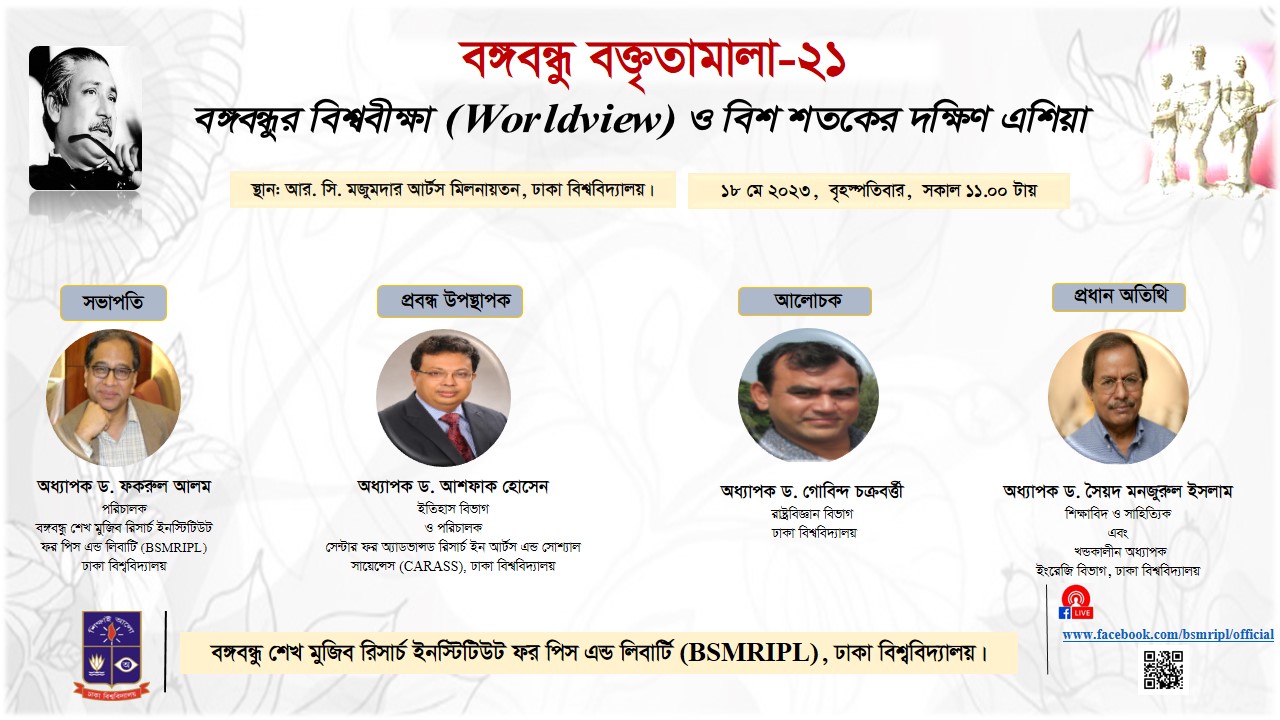 বঙ্গবন্ধু বক্তৃতামালা-২১
বঙ্গবন্ধুর বিশ্ববীক্ষা (Worldview) ও বিশ শতকের দক্ষিণ এশিয়া
স্থান: আর. সি. মজুমদার আর্টস মিলনায়তন, ঢাকা বিশ্ববিদ্যালয়।
১৮ মে ২০২৩, বৃহস্পতিবার, সকাল ১১.০০ টায়
সভাপতি
অধ্যাপক ড. ফকরুল আলম
পরিচালক
বঙ্গবন্ধু শেখ মুজিব রিসার্চ ইনস্টিটিউট
ফর পিস এন্ড লিবার্টি (BSMRIPL)
ঢাকা বিশ্ববিদ্যালয়
প্রবন্ধ উপস্থাপক
অধ্যাপক ড. আশফাক হোসেন
ইতিহাস বিভাগ
ও পরিচালক
সেন্টার ফর অ্যাডভান্সড রিসার্চ ইন আর্টস এন্ড সোশ্যাল
সায়েন্সেস (CARASS), ঢাকা বিশ্ববিদ্যালয়
আলোচক
অধ্যাপক ড. গোবিন্দ চক্রবর্ত্তী
রাষ্ট্রবিজ্ঞান বিভাগ
ঢাকা বিশ্ববিদ্যালয়
প্রধান অতিথি
অধ্যাপক ড. সৈয়দ মনজুরুল ইসলাম
শিক্ষাবিদ ও সাহিত্যিক
এবং
খন্ডকালীন অধ্যাপক
ইংরেজি বিভাগ, ঢাকা বিশ্ববিদ্যালয়
শিক্ষাই আলো
ঢাকা বিশ্ববিদ্যালয়
বঙ্গবন্ধু শেখ মুজিব রিসার্চ ইনস্টিটিউট ফর পিস এন্ড লিবার্টি (BSMRIPL), ঢাকা বিশ্ববিদ্যালয়।
LIVE
www.facebook.com/bsmripl/official